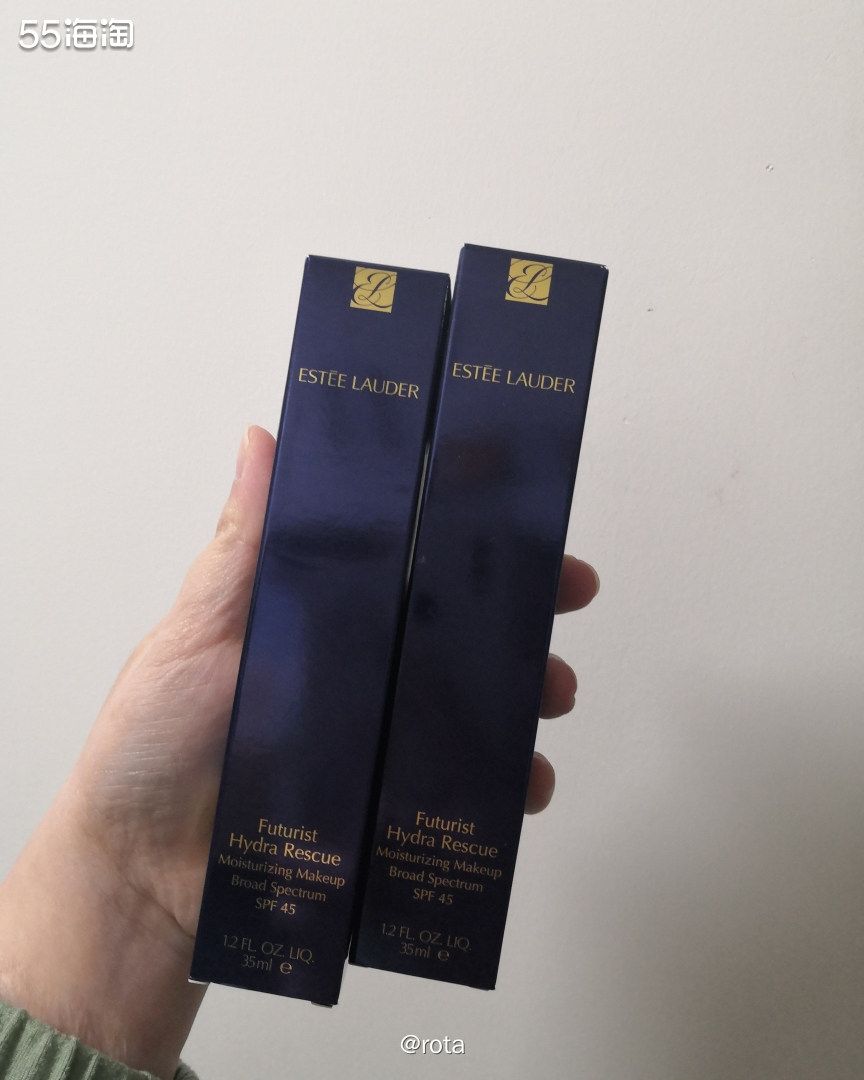 55海淘
ESTĒE LAUDER
Futurist
Hydra Rescue
Moisturizing Makeup
Broad Spectrum
SPF 45
1.2 FL. OZ. LIQ.
35ml e
ESTĒE LAUDER
Futurist
Hydra Rescue
Moisturizing Makeup
Broad Spectrum
SPF 45
1.2 FL. OZ. LIQ.
35ml e
@rota